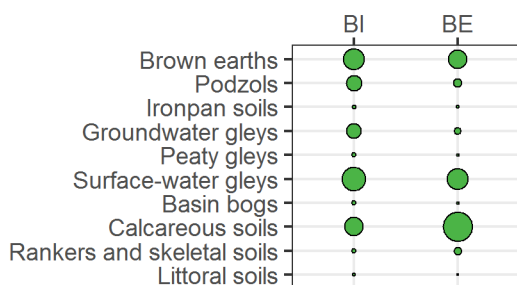 BI BE
Brown earths
Podzols
Ironpan soils
Groundwater gleys
Peaty gleys
Surface-water gleys
Basin bogs
Calcareous soils
Rankers and skeletal soils
Littoral soils